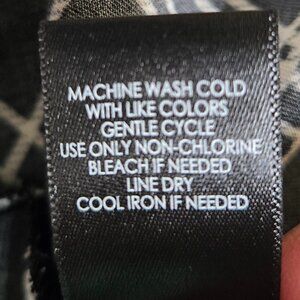 MACHINE WASH COLD
WITH LIKE COLORS
GENTLE CYCLE
USE ONLY NON-CHLORINE
BLEACH IF NEEDED
LINE DRY
COOL IRON IF NEEDED